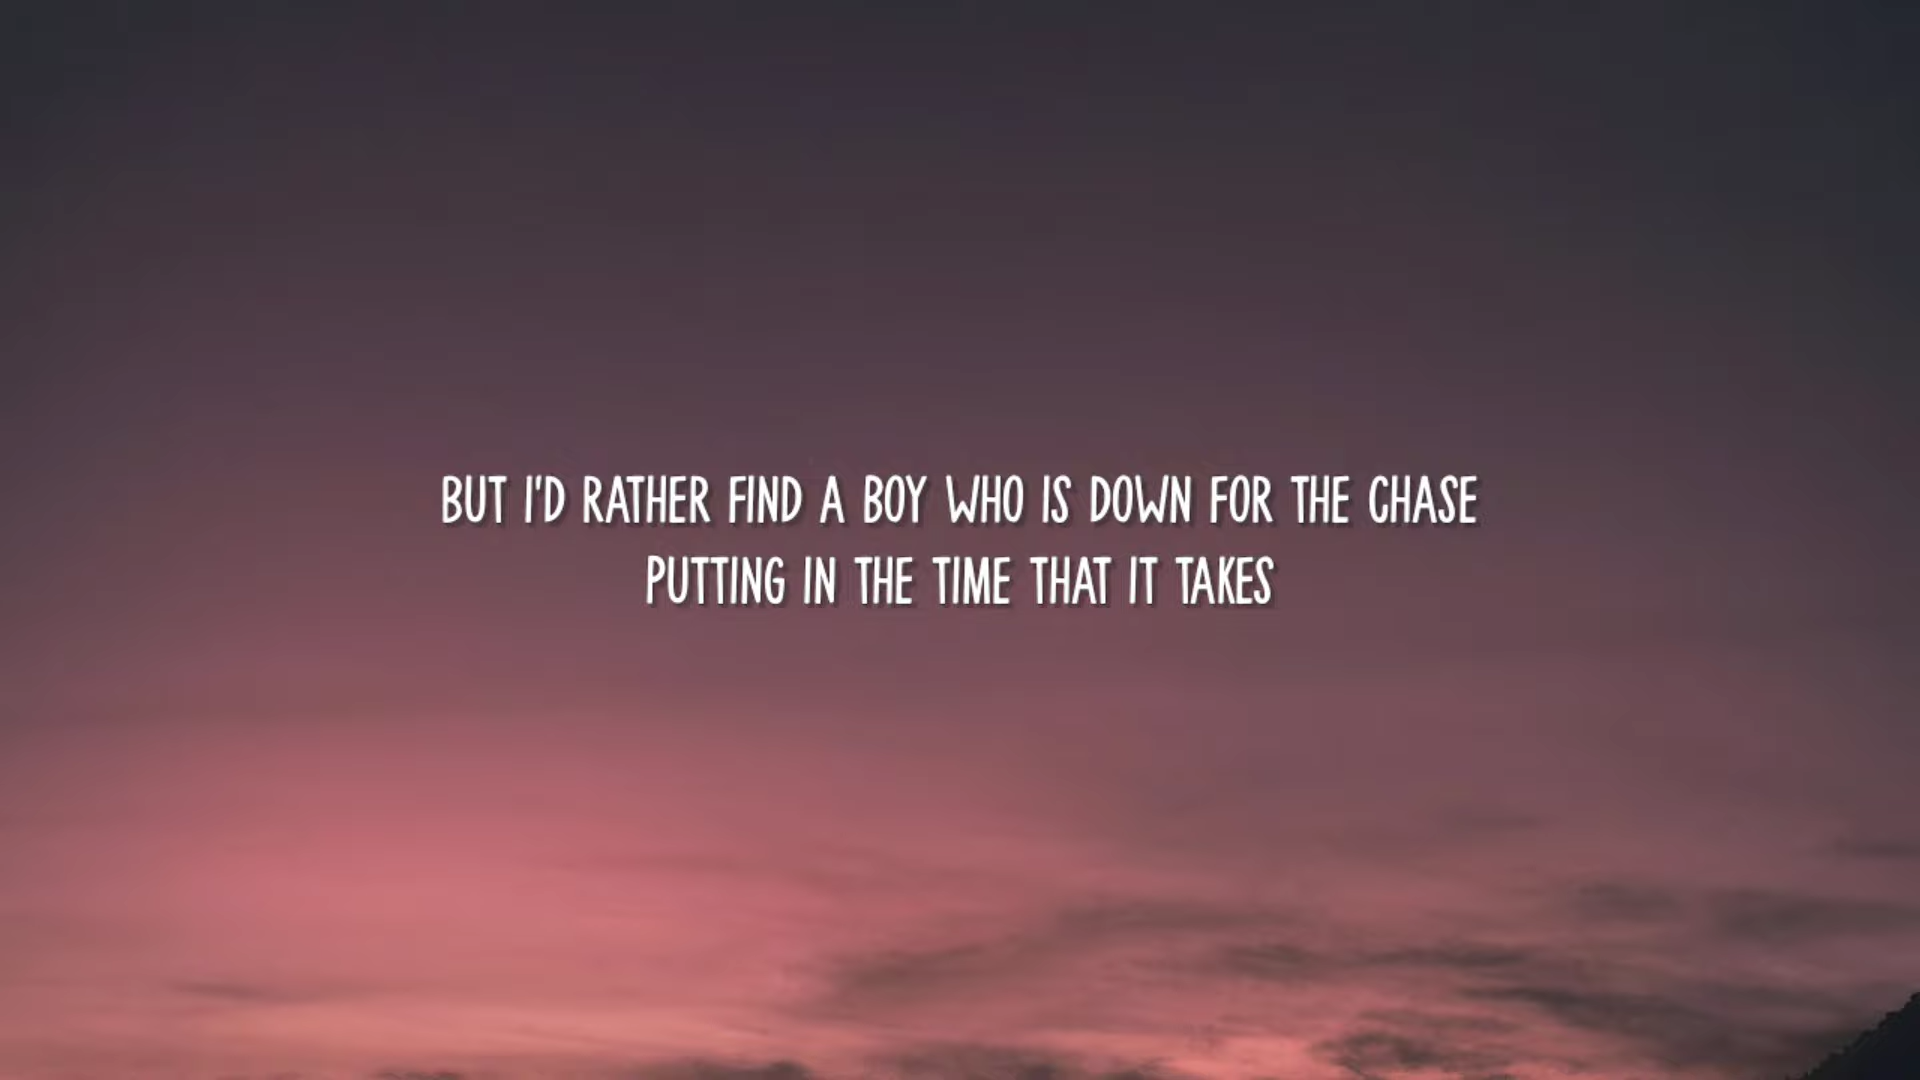 BUT I'D RATHER FIND A BOY WHO IS DOWN FOR THE CHASE
PUTTING IN THE TIME THAT IT TAKES